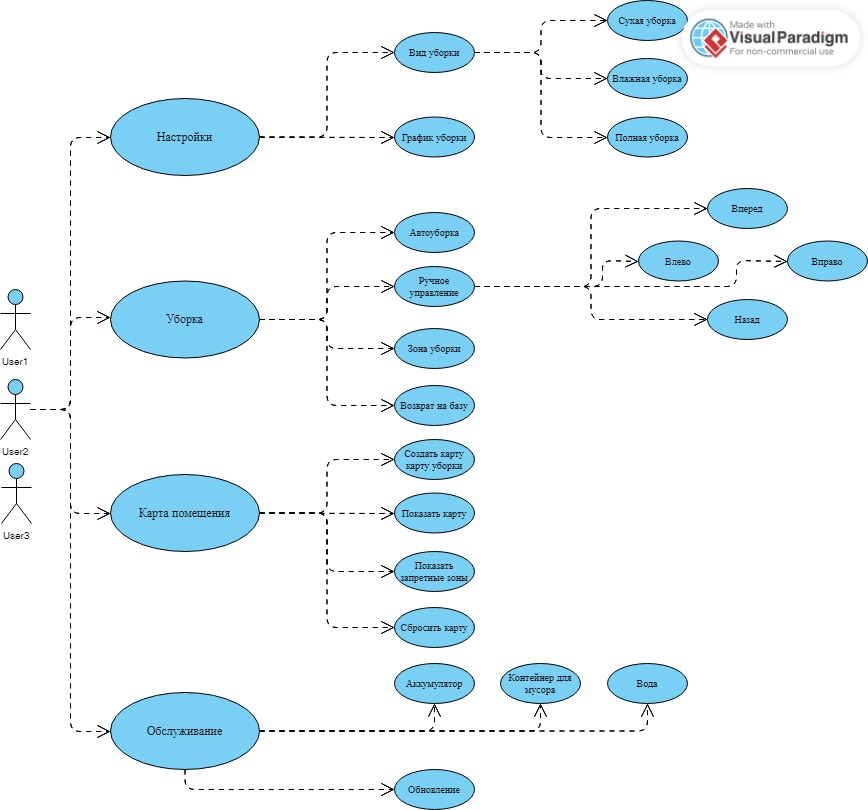 Made with
VisualParadigm
For non-commercial use
Сухая уборка
Вид уборки
Влажная уборка
Настройки
График уборки
Полная уборка
Вперед
Автоуборка
Влево
Вправо
Ручное
управление
Уборка
Назад
Зона уборки
User1
Возврат на базу
User2
Создать карту
карту уборки
Карта помещения
Показать карту
User3
Показать
запретные зоны
Сбросить карту
Аккумулятор
Контейнер для
мусора
Вода
Обслуживание
Обновление